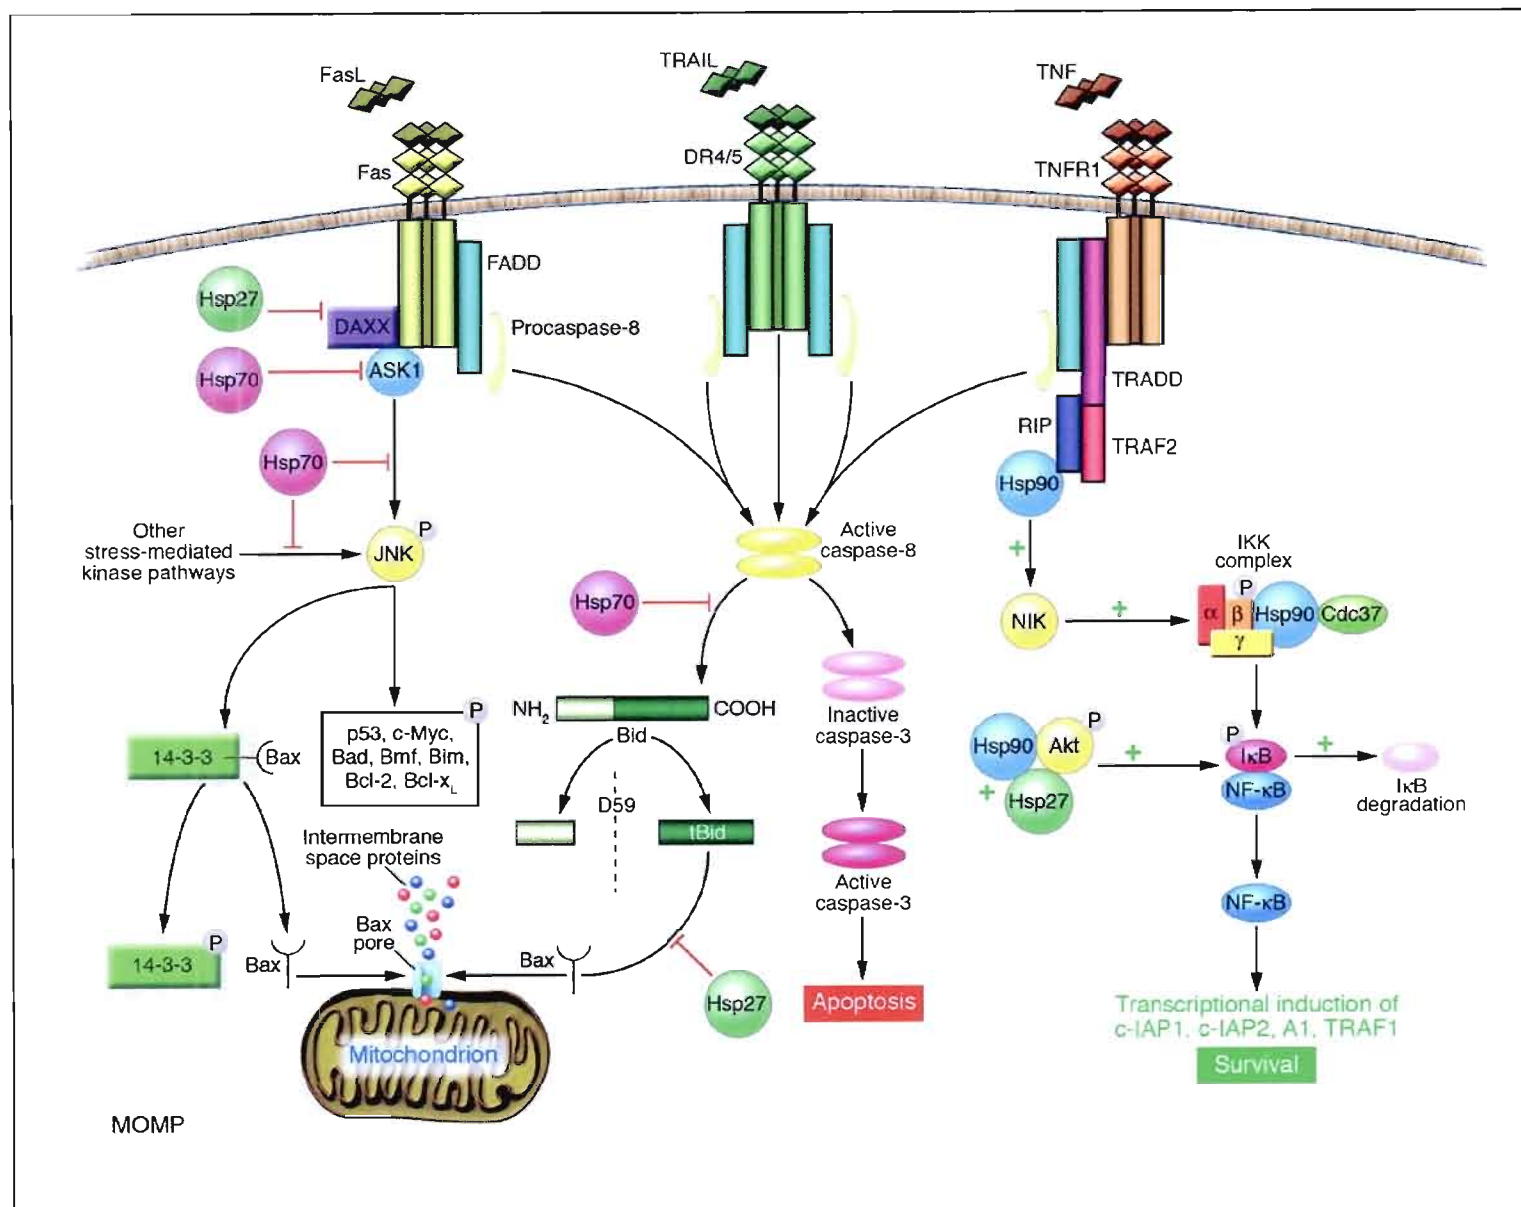 FasL
TRAIL
TNF
Fas
DR4/5
TNFR1
FADD
Hsp27
DAXX
Procaspase-8
Hsp70
ASK1
TRADD
RIP
TRAF2
Hsp70
Hsp90
Other
stress-mediated
kinase pathways
P
JNK
Active
caspase-8
+
IKK
complex
Hsp70
NIK
+
P
α
β
γ
Hsp90
Cdc37
NH2
COOH
Bid
Inactive
caspase-3
P
p53, c-Myc,
Bad, Bmf, Bim,
Bcl-2, Bcl-xL
14-3-3
Bax
P
Hsp90
Akt
+
Hsp27
+
P
IκB
NF-κB
+
IκB
degradation
D59
tBid
Intermembrane
space proteins
Active
caspase-3
NF-κB
P
14-3-3
Bax
Bax
pore
Bax
Hsp27
Apoptosis
Mitochondrion
Transcriptional induction of
c-IAP1, c-IAP2, A1, TRAF1
Survival
MOMP